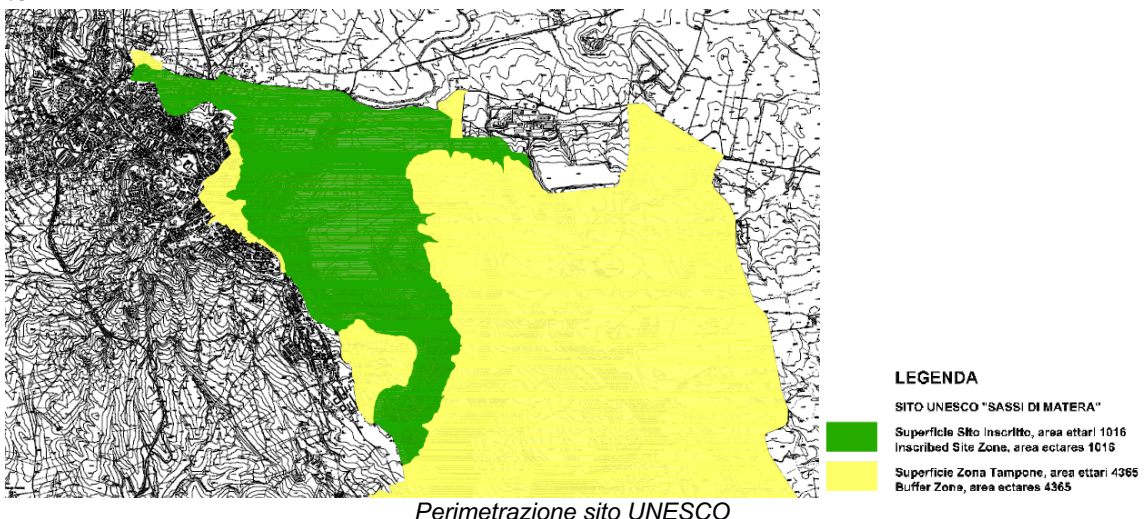 LEGENDA
SITO UNESCO "SASSI DI MATERA"
Superficie Sito Inscritto, area ettari 1016
Inscribed Site Zone, area ectares 1016
Superficie Zona Tampone, area ettari 4365
Buffer Zone, area ectares 4365
Perimetrazione sito UNESCO